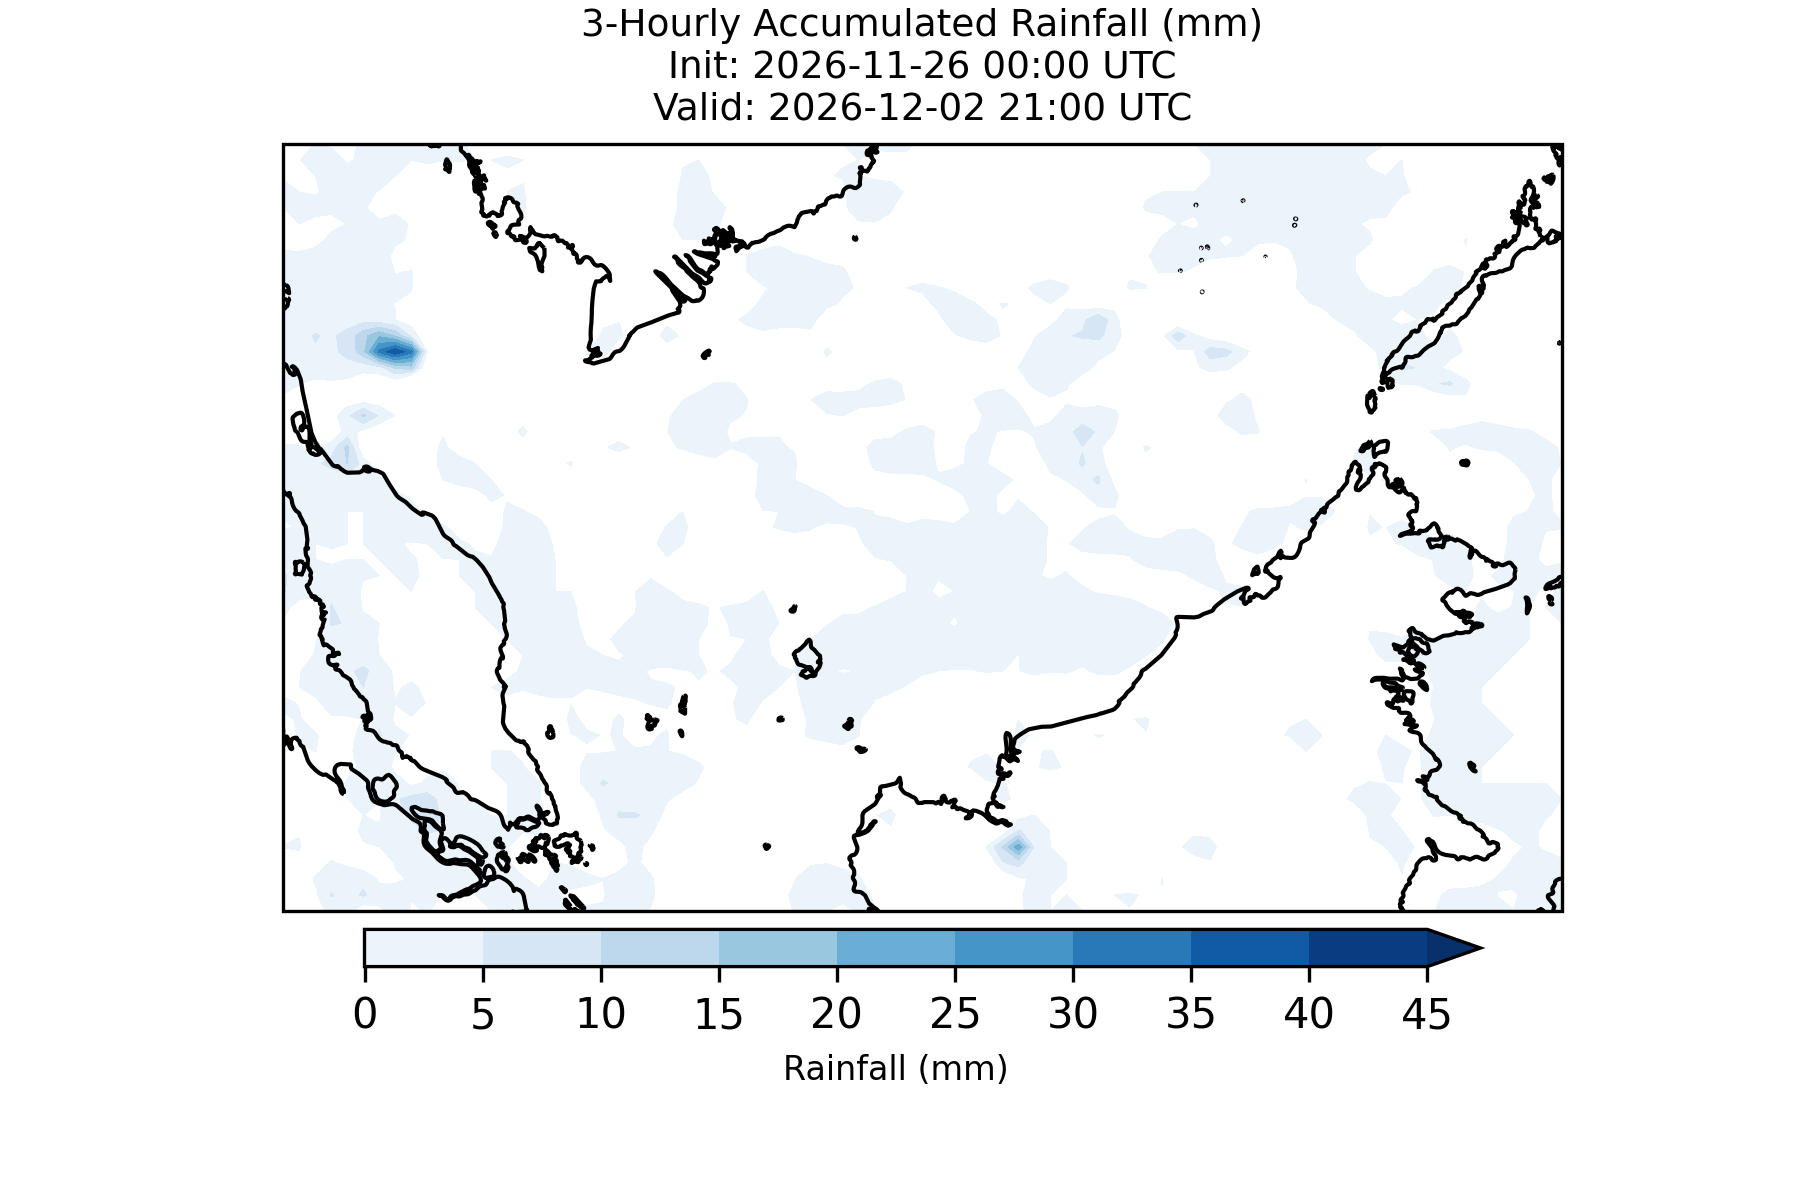 3-Hourly Accumulated Rainfall (mm)
Init: 2026-11-26 00:00 UTC
Valid: 2026-12-02 21:00 UTC
0 5 10 15 20 25 30 35 40 45
Rainfall (mm)